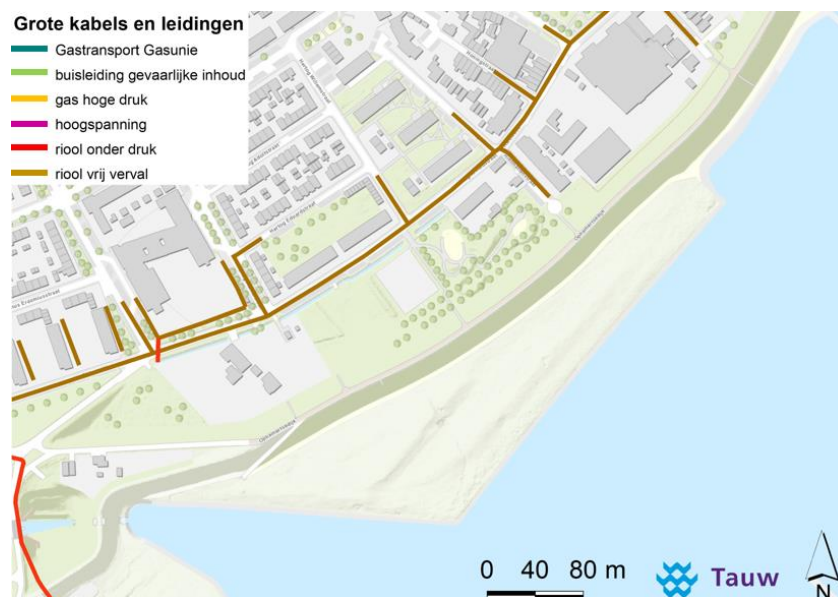 Grote kabels en leidingen
Gastransport Gasunie
buisleiding gevaarlijke inhoud
gas hoge druk
hoogspanning
riool onder druk
riool vrij verval
0 40 80 m
Tauw
N